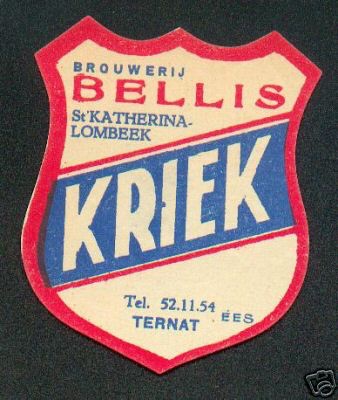 BROUWERIJ
BELLIS
St KATHERINA-
LOMBEEK
KRIEK
Tel. 52.11.54
TERNAT ÉES